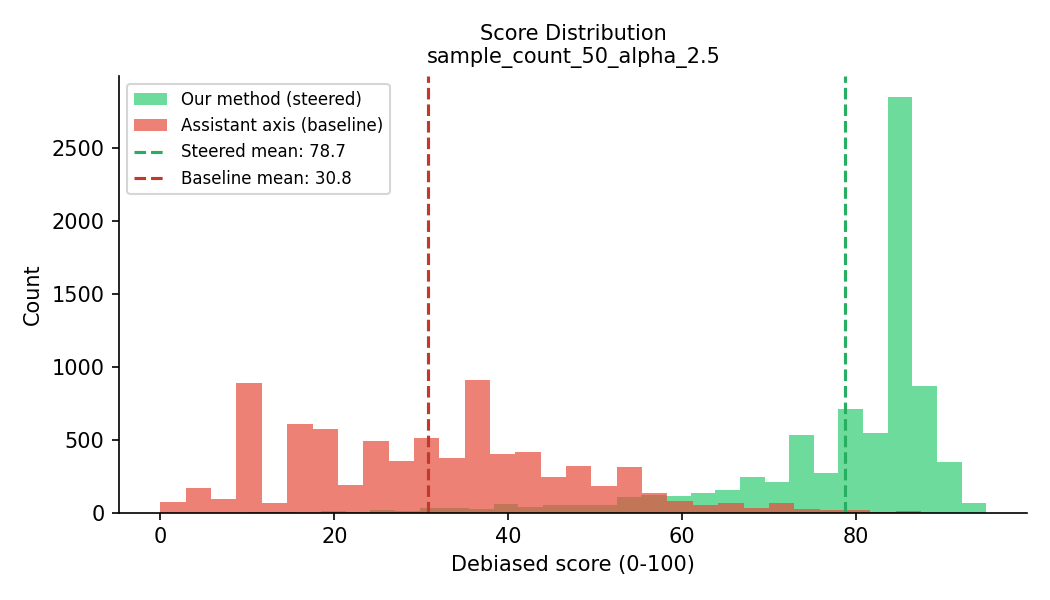 Score Distribution
sample_count_50_alpha_2.5
Our method (steered)
Assistant axis (baseline)
Steered mean: 78.7
Baseline mean: 30.8
Count
2500
2000
1500
1000
500
0
0 20 40 60 80
Debiased score (0-100)